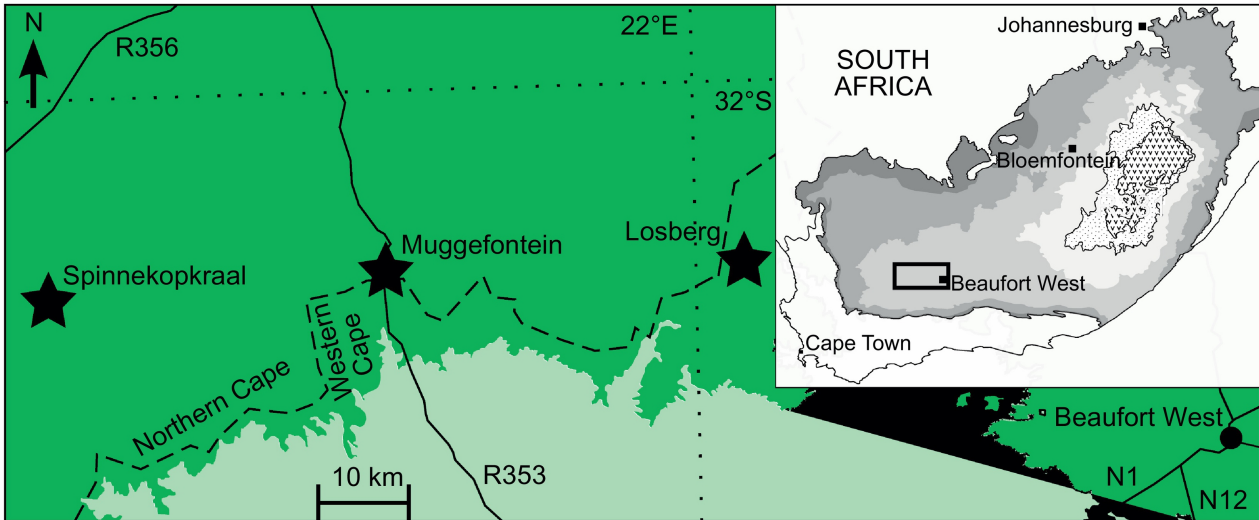 N
R356
22°E
32°S
Muggefontein
Losberg
Spinnekopkraal
Northern Cape
Western
Cape
10 km
R353
Johannesburg
SOUTH
AFRICA
Bloemfontein
Beaufort West
Cape Town
Beaufort West
N1
N12